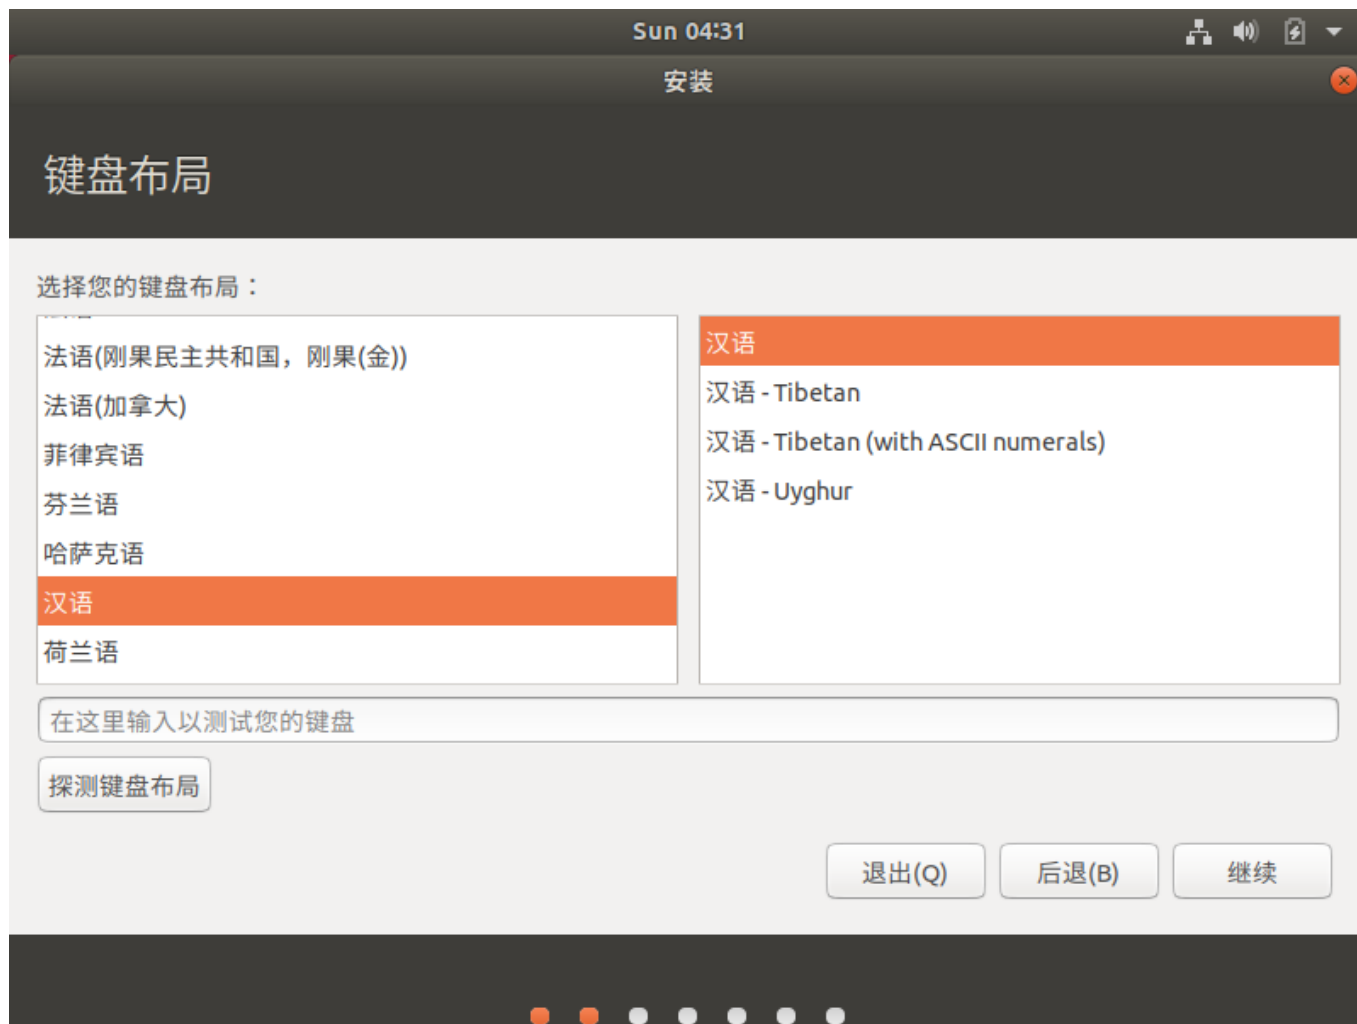 Sun 04:31
安装
键盘布局
选择您的键盘布局：
法语(刚果民主共和国，刚果(金))
法语(加拿大)
菲律宾语
芬兰语
哈萨克语
汉语
荷兰语
汉语
汉语 - Tibetan
汉语 - Tibetan (with ASCII numerals)
汉语 - Uyghur
在这里输入以测试您的键盘
探测键盘布局
退出(Q)
后退(B)
继续